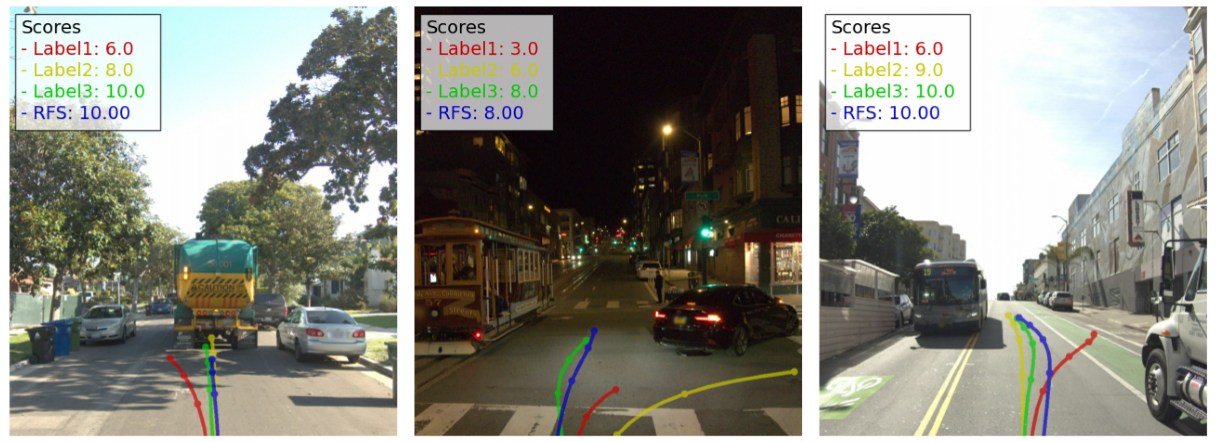 Scores
- Label1: 6.0
- Label2: 8.0
- Label3: 10.0
- RFS: 10.00
Scores
- Label1: 3.0
- Label2: 6.0
- Label3: 8.0
- RFS: 8.00
CALI
Scores
- Label1: 6.0
- Label2: 9.0
- Label3: 10.0
- RFS: 10.00